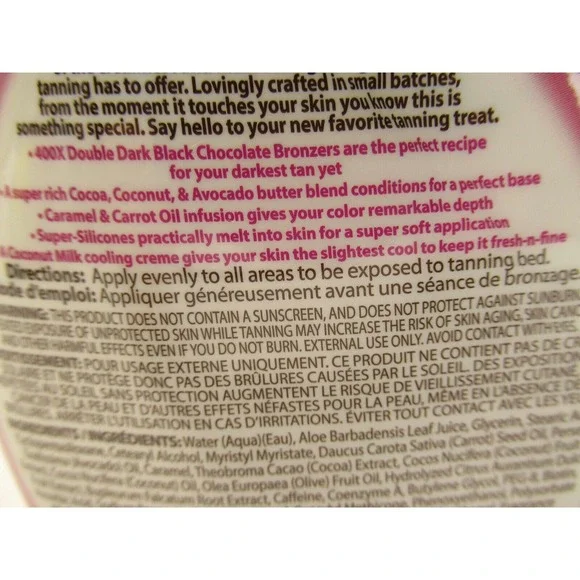 tanning has to offer. Lovingly crafted in small batches,
from the moment it touches your skin you know this is
something special. Say hello to your new favorite tanning treat.
• 400X Double Dark Black Chocolate Bronzers are the perfect recipe
for your darkest tan yet
A super rich Cocoa, Coconut, & Avocado butter blend conditions for a perfect base
• Caramel & Carrot Oil infusion gives your color remarkable depth
• Super-Silicones practically melt into skin for a super soft application
& Coconut Milk cooling creme gives your skin the slightest cool to keep it fresh-n-fine
Directions: Apply evenly to all areas to be exposed to tanning bed.
d'emploi: Appliquer généreusement avant une séance de bronzage.
WARNING: THIS PRODUCT DOES NOT CONTAIN A SUNSCREEN, AND DOES NOT PROTECT AGAINST SUNBURN
OF UNPROTECTED SKIN WHILE TANNING MAY INCREASE THE RISK OF SKIN AGING, SKIN CANC
HARMFUL EFFECTS EVEN IF YOU DO NOT BURN. EXTERNAL USE ONLY. AVOID CONTACT WITH EYES.
POUR USAGE EXTERNE UNIQUEMENT. CE PRODUIT NE CONTIENT PAS DE
PROTÈGE DONC PAS DES BRÛLURES CAUSÉES PAR LE SOLEIL. DES EXPOSITION
SOLEIL SANS PROTECTION AUGMENTENT LE RISQUE DE VIEILLISSEMENT CUTAN
LA PEAU ET D'AUTRES EFFETS NÉFASTES POUR LA PEAU, MÊME EN L'ABSENCE DE
L'UTILISATION EN CAS D'IRRITATIONS. ÉVITER TOUT CONTACT AVEC LES YE
/ INGRÉDIENTS: Water (Aqua)(Eau), Aloe Barbadensis Leaf Juice, Glycerin,
Alcohol, Myristyl Myristate, Daucus Carota Sativa (Carrot) Seed Oil,
Oil, Caramel, Theobroma Cacao (Cocoa) Extract, Cocos Nucifera (Coconut)
(Coconut) Oil, Olea Europaea (Olive) Fruit Oil, Hydrolyzed Citrus
Root Extract, Caffeine, Coenzyme A, Butylene Glycol,